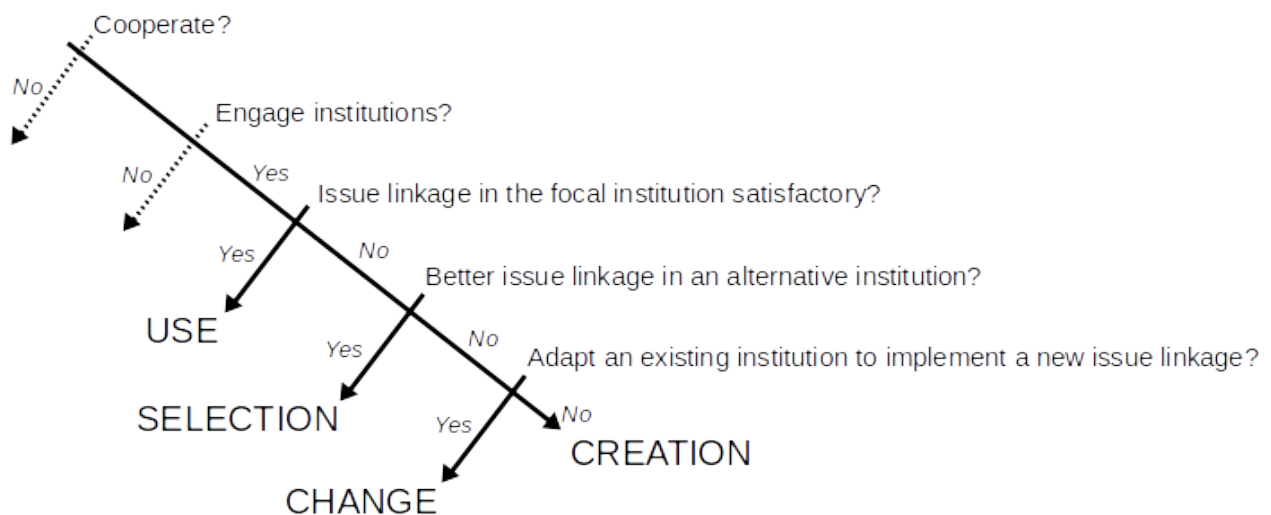 Cooperate?
No
Engage institutions?
No
Yes
Issue linkage in the focal institution satisfactory?
Yes
No
Better issue linkage in an alternative institution?
USE
Yes
No
Adapt an existing institution to implement a new issue linkage?
SELECTION
Yes
No
CREATION
CHANGE